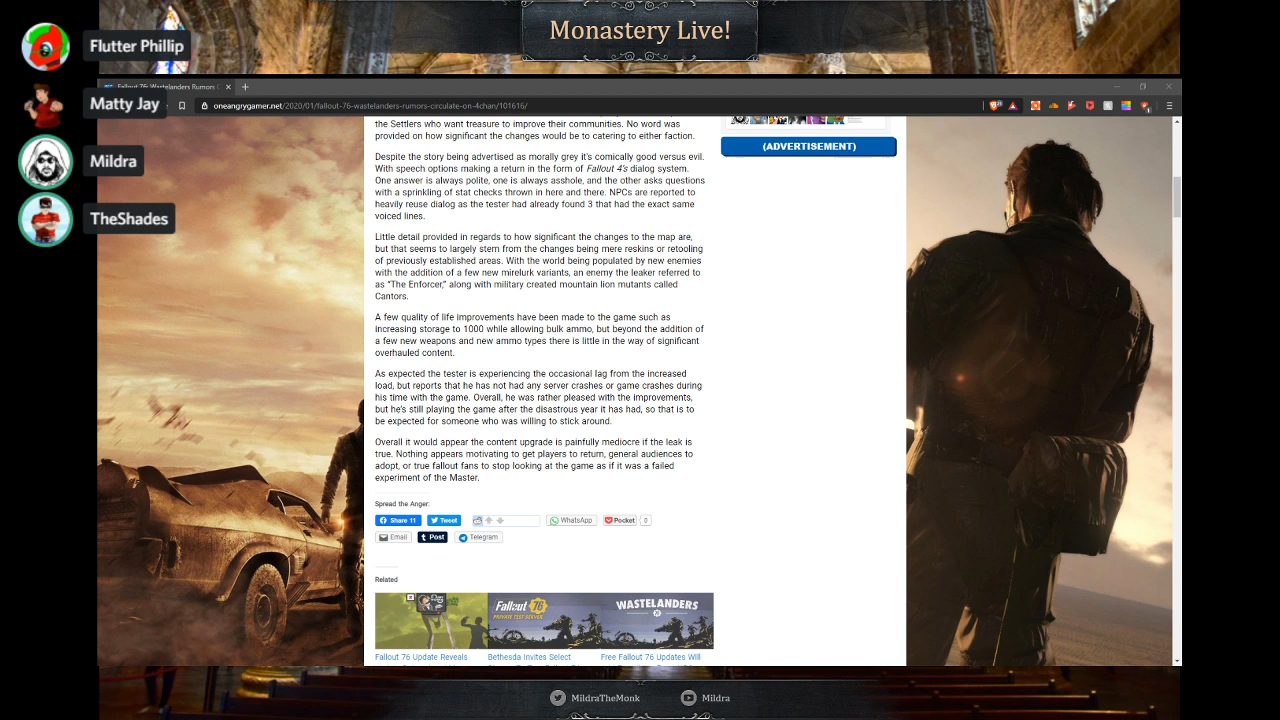 Monastery Live!
Flutter Phillip
Matty Jay
Mildra
TheShades
Fallout 76: Wastelanders Rumors C
oneangrygamer.net/2020/01/fallout-76-wastelanders-rumors-circulate-on-4chan/101616/
the Settlers who want treasure to improve their communities. No word was
provided on how significant the changes would be to catering to either faction.
Despite the story being advertised as morally grey it's comically good versus evil.
With speech options making a return in the form of Fallout 4's dialog system.
One answer is always polite, one is always asshole, and the other asks questions
with a sprinkling of stat checks thrown in here and there. NPCs are reported to
heavily reuse dialog as the tester had already found 3 that had the exact same
voiced lines.
Little detail provided in regards to how significant the changes to the map are,
but that seems to largely stem from the changes being mere reskins or retooling
of previously established areas. With the world being populated by new enemies
with the addition of a few new mirelurk variants, an enemy the leaker referred to
as "The Enforcer," along with military created mountain lion mutants called
Cantors.
A few quality of life improvements have been made to the game such as
increasing storage to 1000 while allowing bulk ammo, but beyond the addition of
a few new weapons and new ammo types there is little in the way of significant
overhauled content.
As expected the tester is experiencing the occasional lag from the increased
load, but reports that he has not had any server crashes or game crashes during
his time with the game. Overall, he was rather pleased with the improvements,
but he's still playing the game after the disastrous year it has had, so that is to
be expected for someone who was willing to stick around.
Overall it would appear the content upgrade is painfully mediocre if the leak is
true. Nothing appears motivating to get players to return, general audiences to
adopt, or true fallout fans to stop looking at the game as if it was a failed
experiment of the Master.
(ADVERTISEMENT)
Spread the Anger:
Share 11 Tweet WhatsApp Pocket 0
Email Post Telegram
Related
Fallout 76
PRIVATE TEST SERVER
WASTELANDERS
76
Fallout 76 Update Reveals
Bethesda Invites Select
Free Fallout 76 Updates Will
MildraTheMonk
Mildra